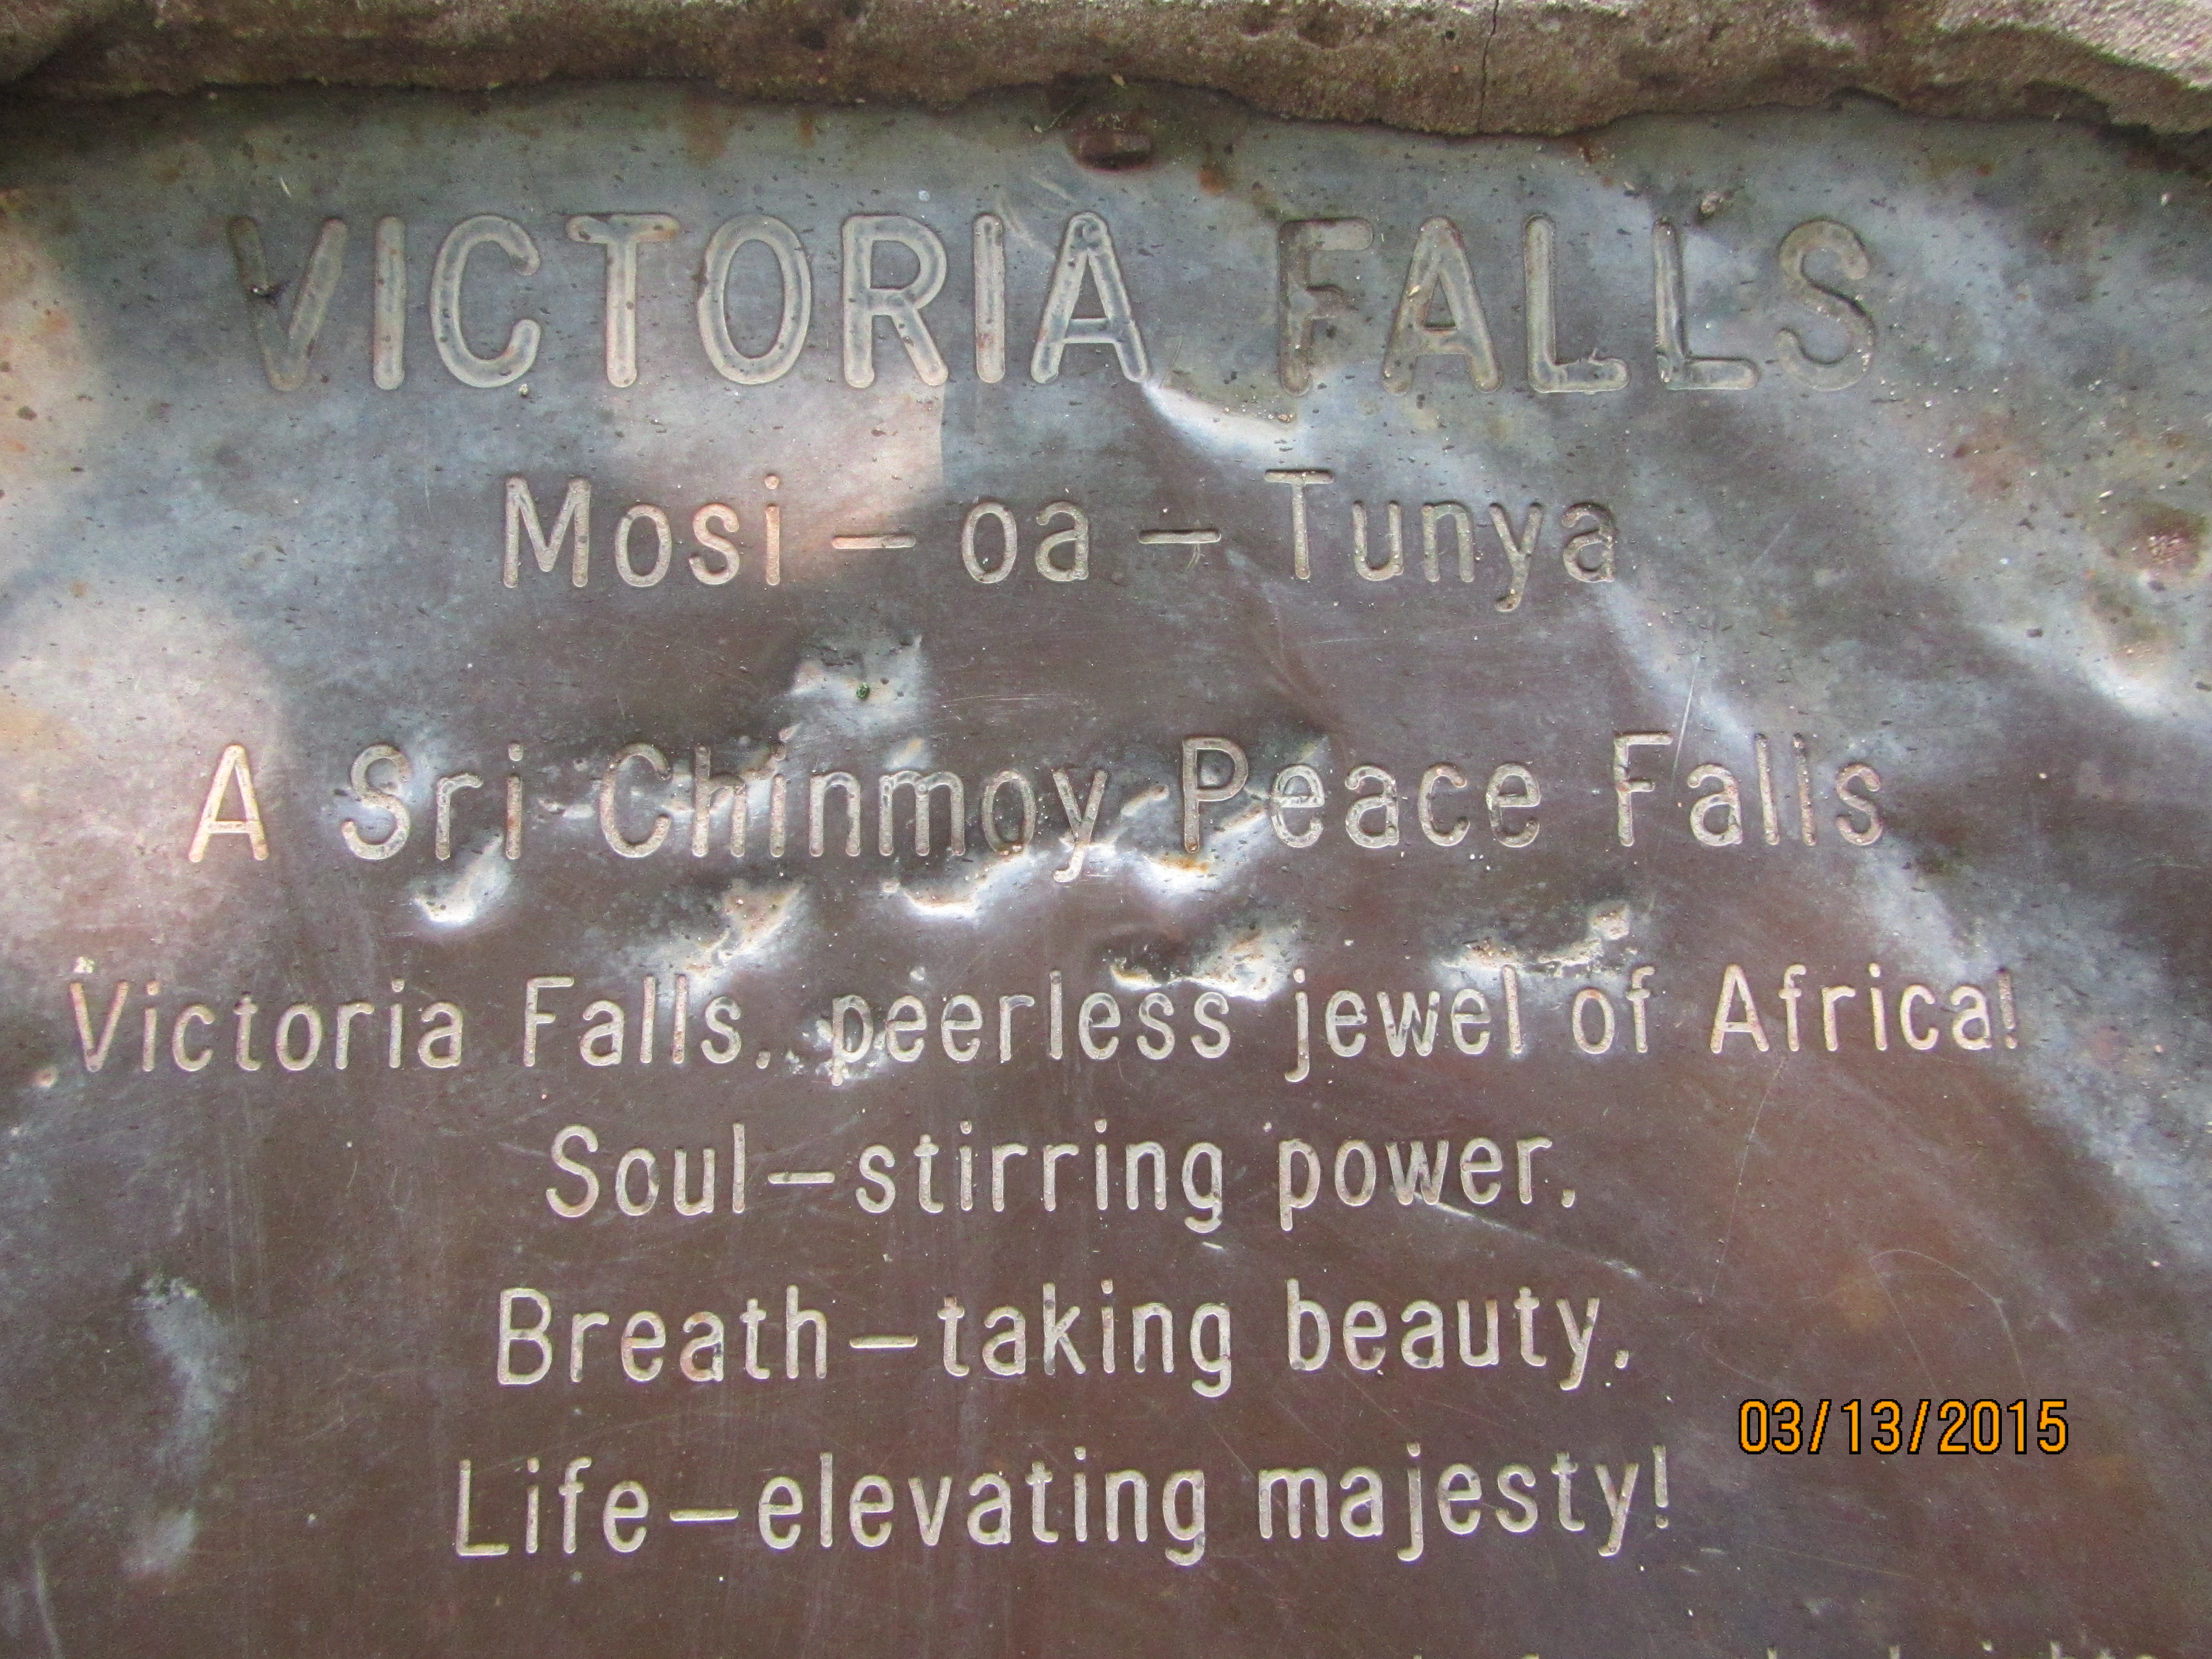 VICTORIA FALLS
Mosi-oa-Tunya
A Sri Chinmoy Peace Falls
Victoria Falls, peerless jewel of Africa!
Soul-stirring power,
Breath-taking beauty,
Life-elevating majesty!
03/13/2015